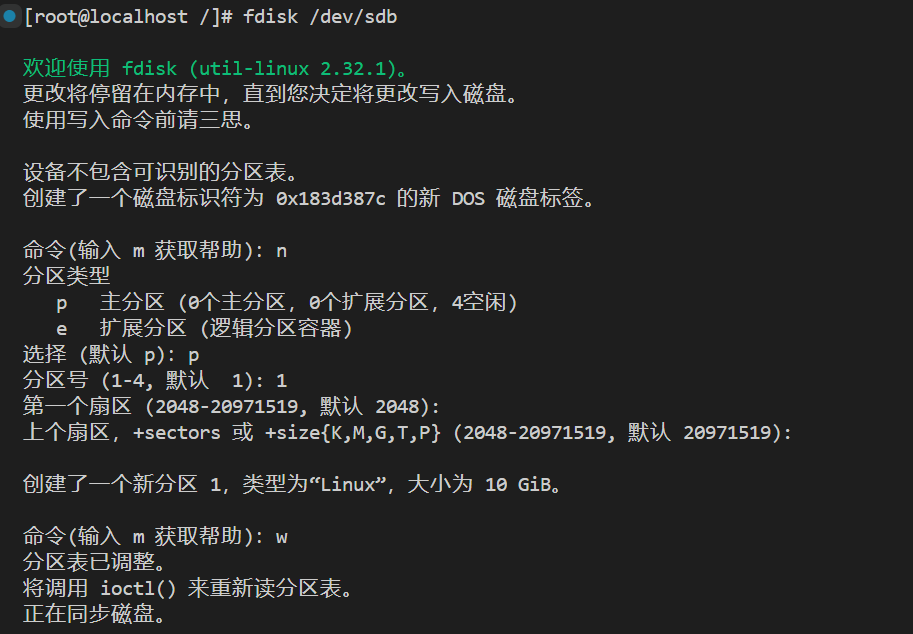 [root@localhost /]# fdisk /dev/sdb
欢迎使用 fdisk (util-linux 2.32.1)。
更改将停留在内存中，直到您决定将更改写入磁盘。
使用写入命令前请三思。
设备不包含可识别的分区表。
创建了一个磁盘标识符为 0x183d387c 的新 DOS 磁盘标签。
命令(输入 m 获取帮助)：n
分区类型
   p   主分区 (0个主分区，0个扩展分区，4空闲)
   e   扩展分区 (逻辑分区容器)
选择 (默认 p)：p
分区号 (1-4, 默认  1): 1
第一个扇区 (2048-20971519, 默认 2048):
上个扇区，+sectors 或 +size{K,M,G,T,P} (2048-20971519, 默认 20971519):
创建了一个新分区 1，类型为“Linux”，大小为 10 GiB。
命令(输入 m 获取帮助)：w
分区表已调整。
将调用 ioctl() 来重新读分区表。
正在同步磁盘。